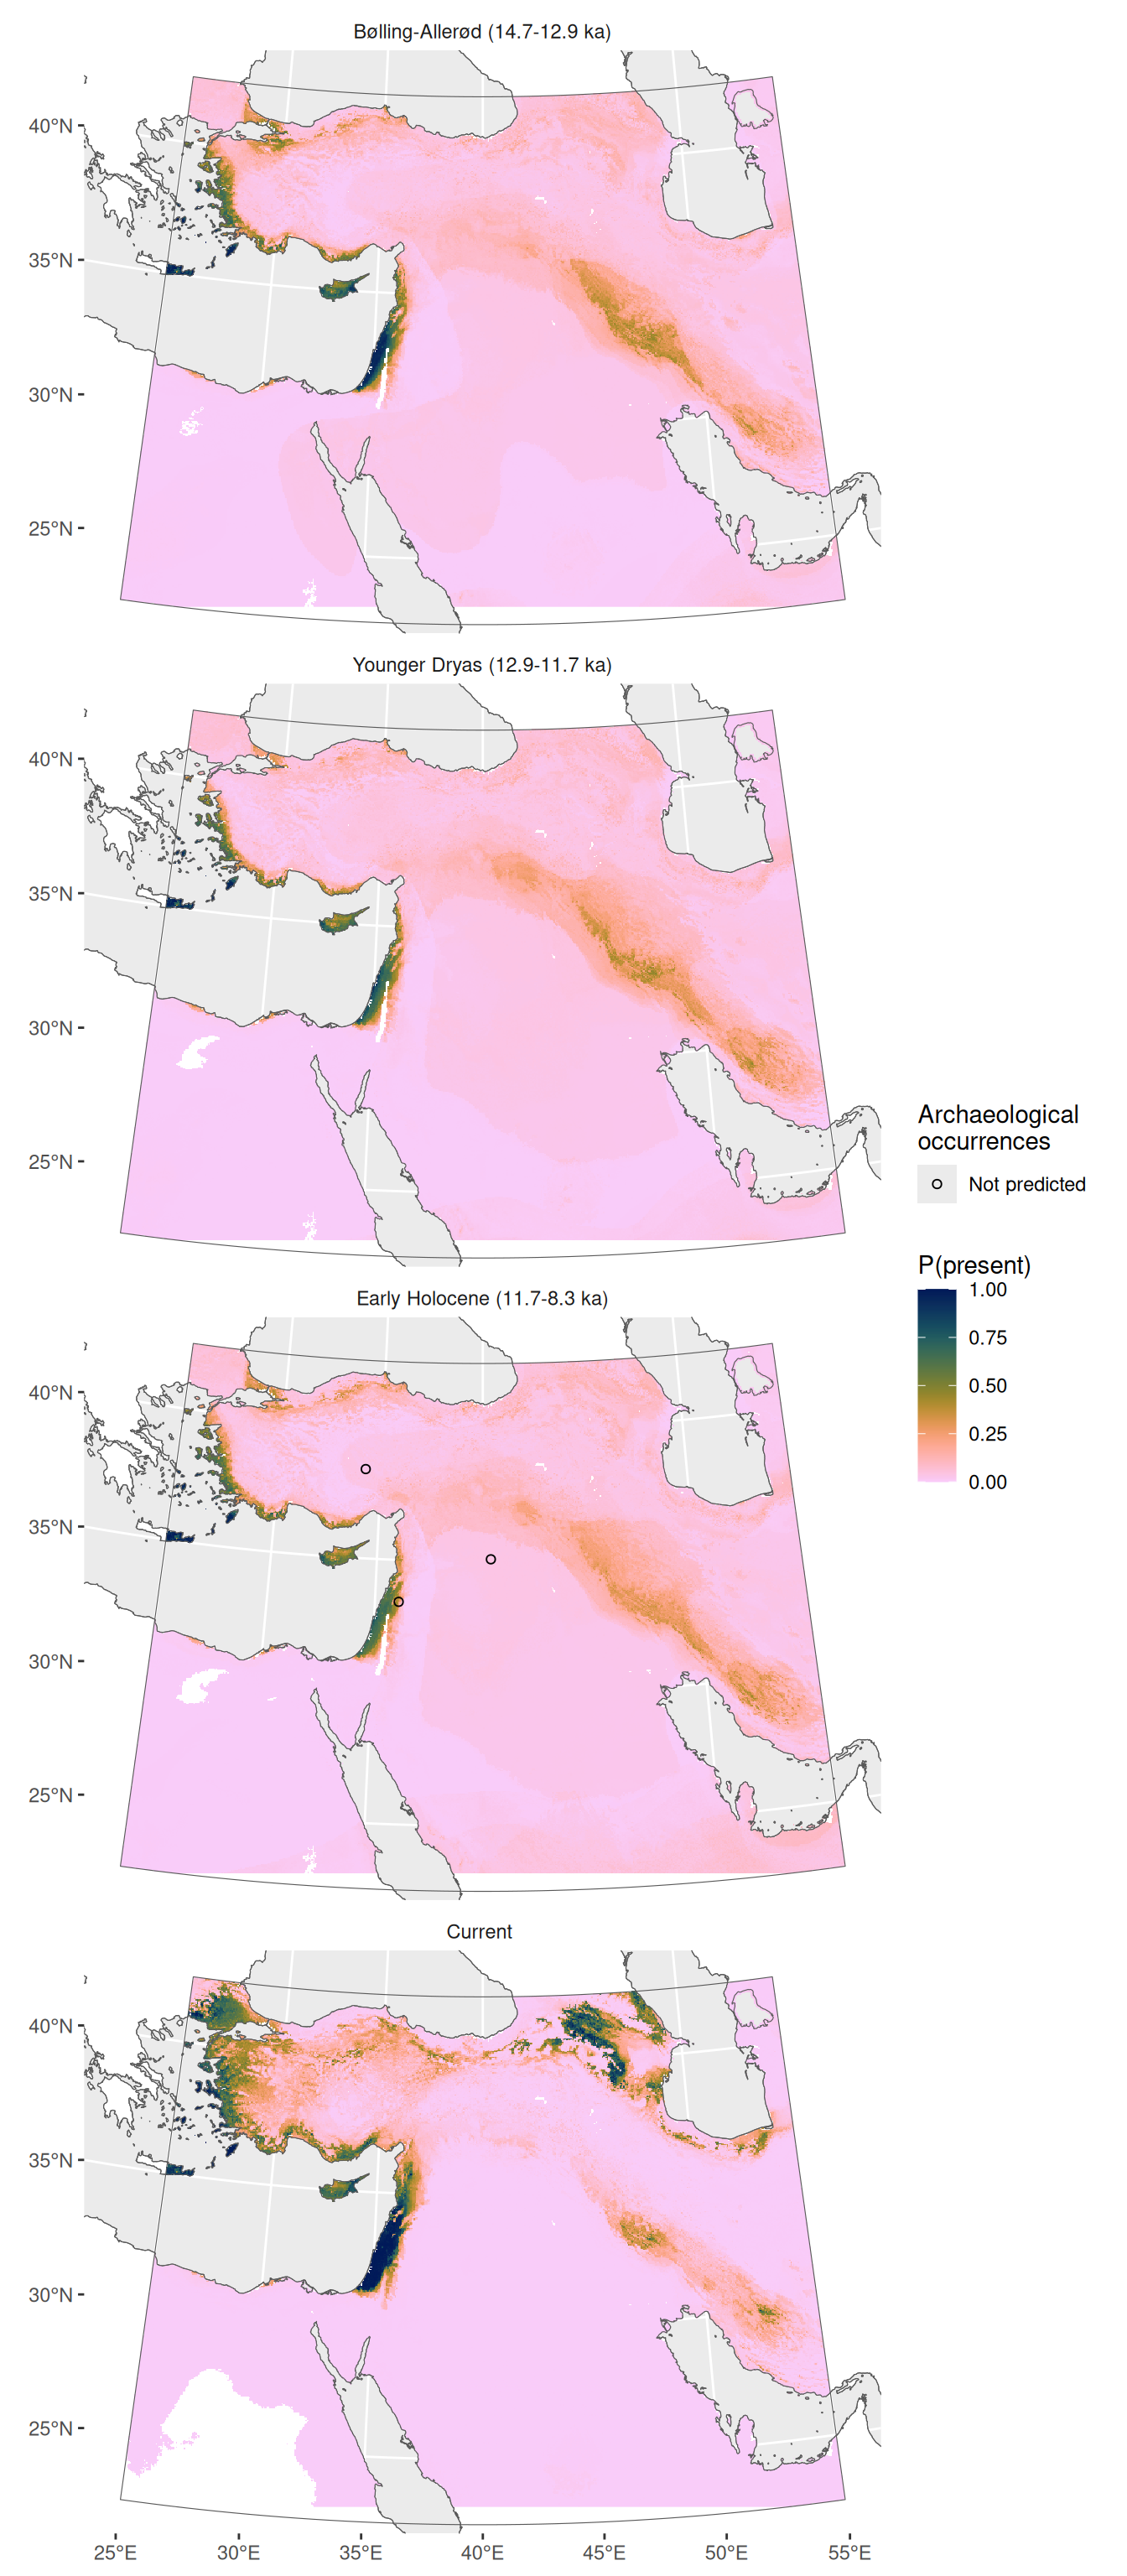 Bølling-Allerød (14.7-12.9 ka)
40°N
35°N
30°N
25°N
Younger Dryas (12.9-11.7 ka)
40°N
35°N
30°N
25°N
Archaeological
occurrences
Not predicted
P(present)
1.00
0.75
0.50
0.25
0.00
Early Holocene (11.7-8.3 ka)
40°N
35°N
30°N
25°N
Current
40°N
35°N
30°N
25°N
25°E 30°E 35°E 40°E 45°E 50°E 55°E